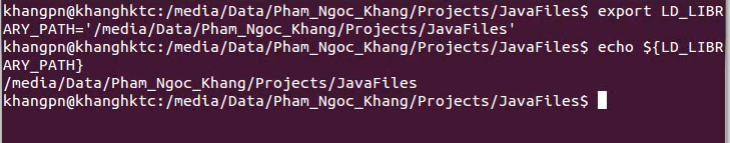 khangpn@khanghktc:/media/Data/Pham_Ngoc_Khang/Projects/JavaFiles$ export LD_LIBR
ARY_PATH='/media/Data/Pham_Ngoc_Khang/Projects/JavaFiles'
khangpn@khanghktc:/media/Data/Pham_Ngoc_Khang/Projects/JavaFiles$ echo ${LD_LIBR
ARY_PATH}
/media/Data/Pham_Ngoc_Khang/Projects/JavaFiles
khangpn@khanghktc:/media/Data/Pham_Ngoc_Khang/Projects/JavaFiles$